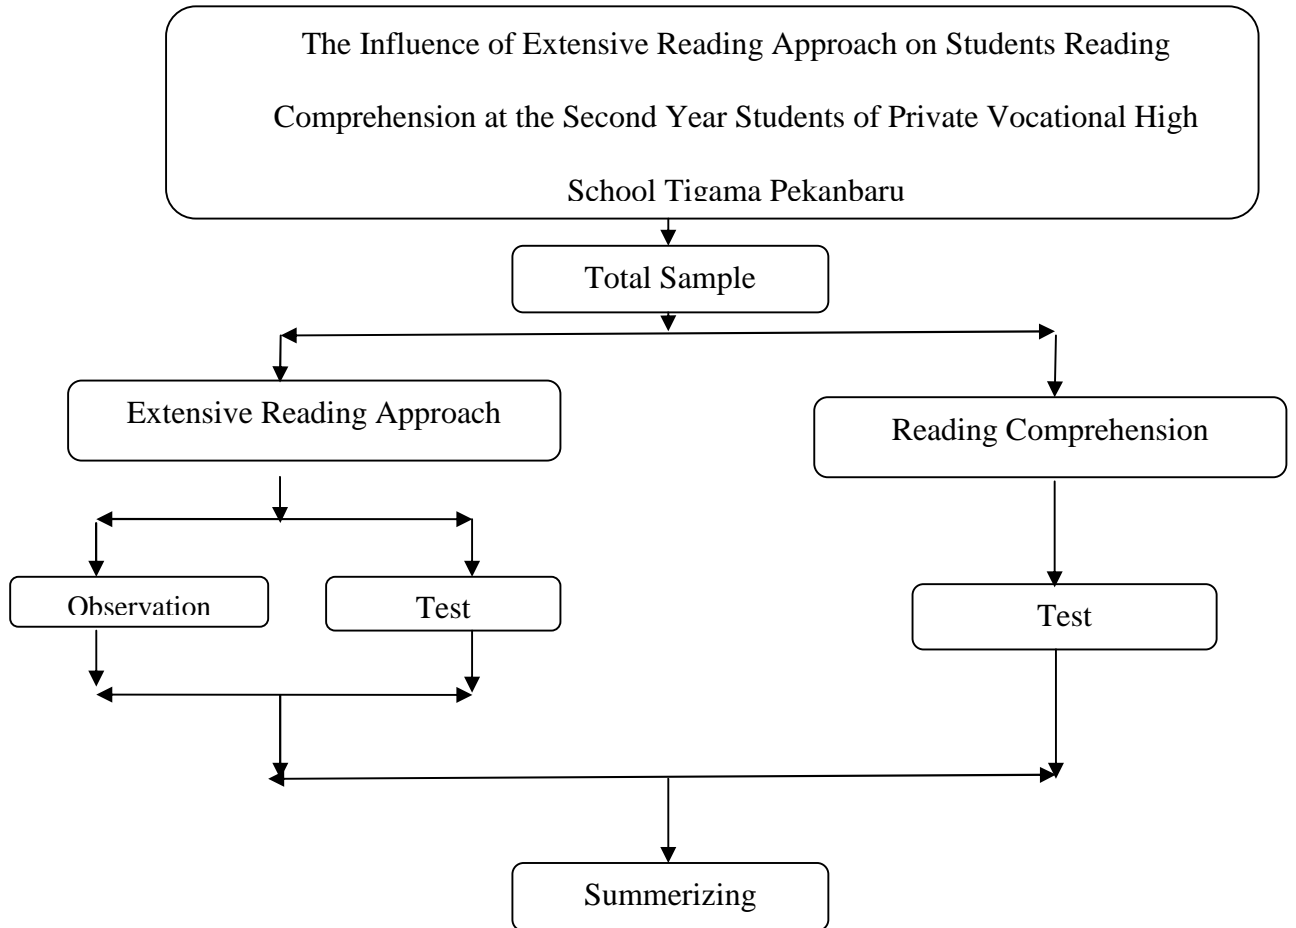 The Influence of Extensive Reading Approach on Students Reading
Comprehension at the Second Year Students of Private Vocational High
School Tigama Pekanbaru
Total Sample
Extensive Reading Approach
Reading Comprehension
Observation
Test
Test
Summerizing